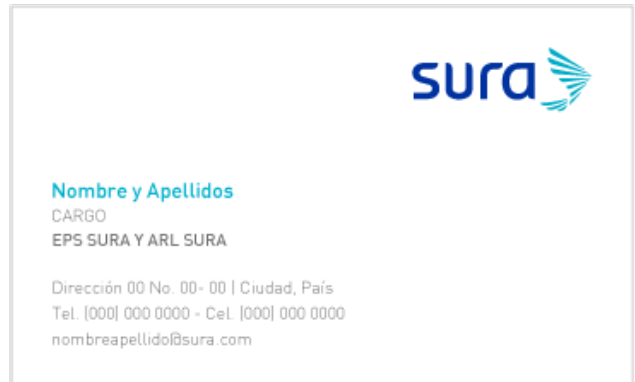 sura
Nombre y Apellidos
CARGO
EPS SURA Y ARL SURA
Dirección 00 No. 00- 00 | Ciudad, País
Tel. (000) 000 0000 - Cel. (000) 000 0000
nombreapellido@sura.com